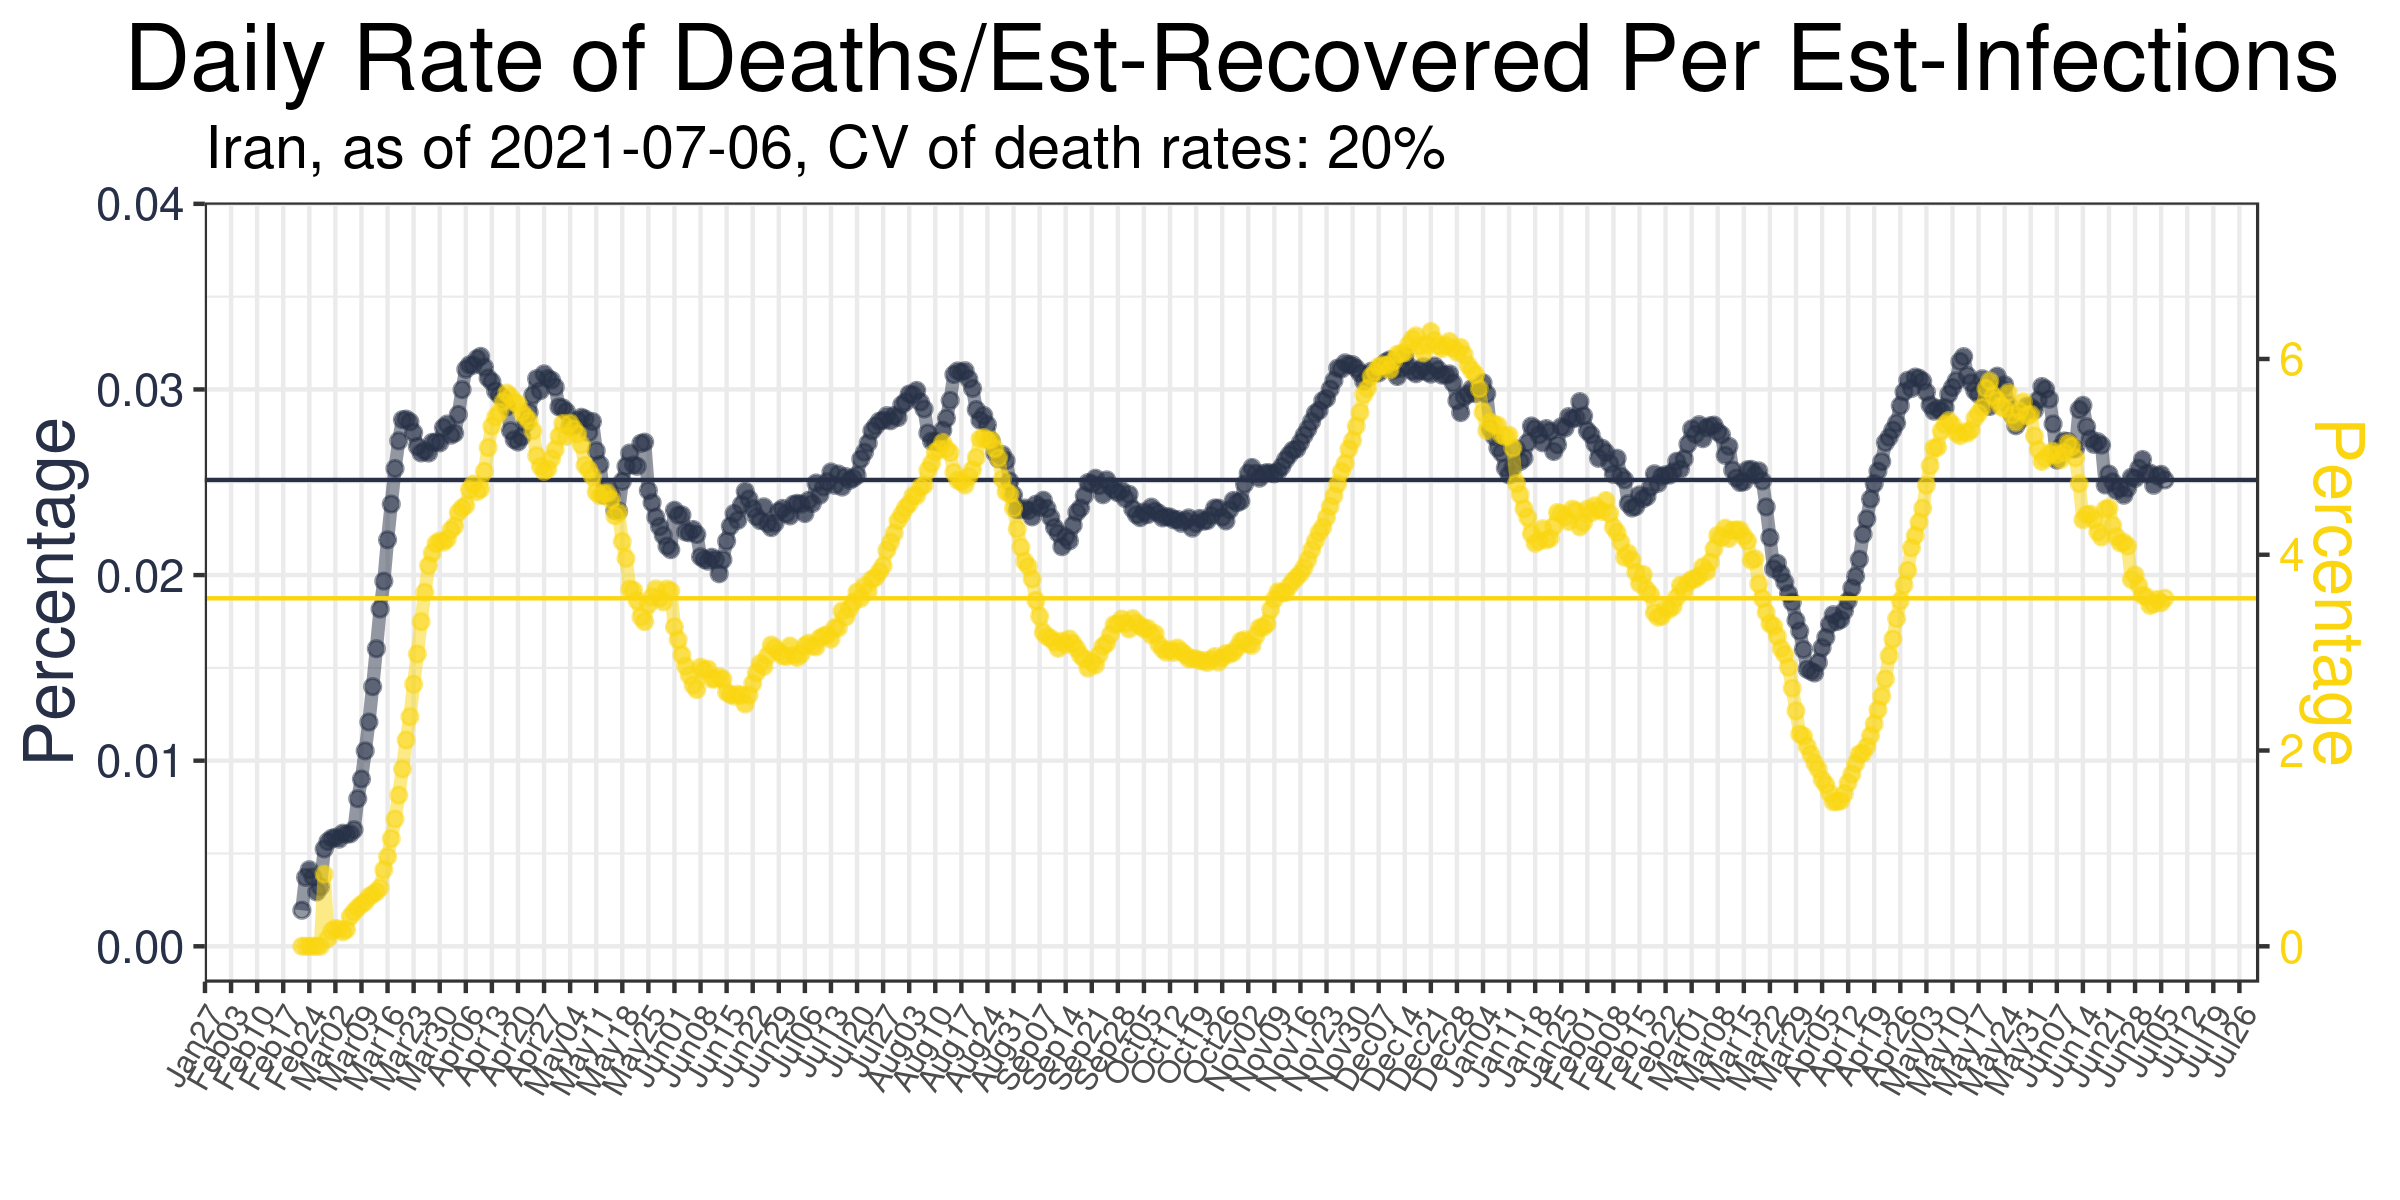 Daily Rate of Deaths/Est-Recovered Per Est-Infections
Iran, as of 2021-07-06, CV of death rates: 20%
Percentage
0.04
0.03
0.02
0.01
0.00
6
4
2
0
Percentage
Jan27
Feb03
Feb10
Feb17
Feb24
Mar02
Mar09
Mar16
Mar23
Mar30
Apr06
Apr13
Apr20
Apr27
May04
May11
May18
May25
Jun01
Jun08
Jun15
Jun22
Jun29
Jul06
Jul13
Jul20
Jul27
Aug03
Aug10
Aug17
Aug24
Aug31
Sep07
Sep14
Sep21
Sep28
Oct05
Oct12
Oct19
Oct26
Nov02
Nov09
Nov16
Nov23
Nov30
Dec07
Dec14
Dec21
Dec28
Jan04
Jan11
Jan18
Jan25
Feb01
Feb08
Feb15
Feb22
Mar01
Mar08
Mar15
Mar22
Mar29
Apr05
Apr12
Apr19
Apr26
May03
May10
May17
May24
May31
Jun07
Jun14
Jun21
Jun28
Jul05
Jul12
Jul19
Jul26